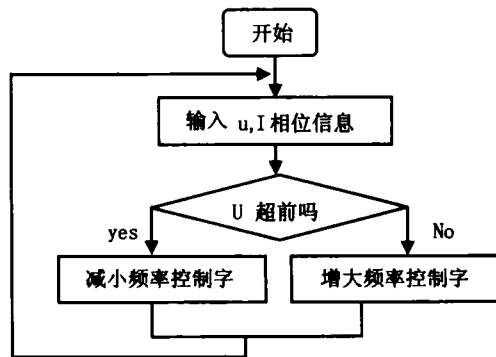 开始
输入 u,I 相位信息
U 超前吗
yes
No
减小频率控制字
增大频率控制字